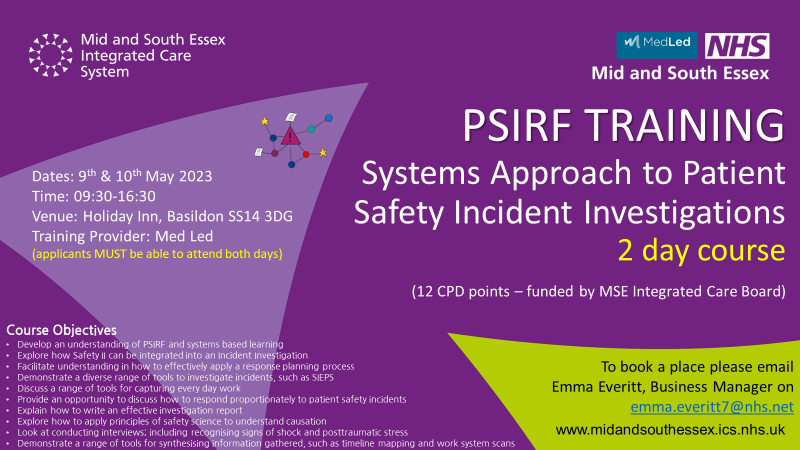 Mid and South Essex
Integrated Care
System
MedLed
NHS
Mid and South Essex
PSIRF TRAINING
Systems Approach to Patient
Safety Incident Investigations
2 day course
(12 CPD points – funded by MSE Integrated Care Board)
Dates: 9th & 10th May 2023
Time: 09:30-16:30
Venue: Holiday Inn, Basildon SS14 3DG
Training Provider: Med Led
(applicants MUST be able to attend both days)
Course Objectives
• Develop an understanding of PSIRF and systems based learning
• Explore how Safety II can be integrated into an Incident Investigation
• Facilitate understanding in how to effectively apply a response planning process
• Demonstrate a diverse range of tools to investigate incidents, such as SIEPS
• Discuss a range of tools for capturing every day work
• Provide an opportunity to discuss how to respond proportionately to patient safety incidents
• Explain how to write an effective investigation report
• Explore how to apply principles of safety science to understand causation
• Look at conducting interviews; including recognising signs of shock and posttraumatic stress
• Demonstrate a range of tools for synthesising information gathered, such as timeline mapping and work system scans
To book a place please email
Emma Everitt, Business Manager on
emma.everitt7@nhs.net
www.midandsouthessex.ics.nhs.uk